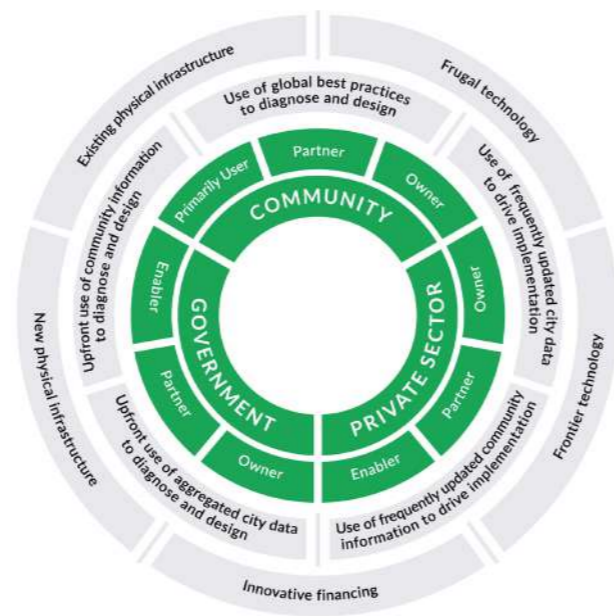 Existing physical infrastructure
Frugal technology
Frontier technology
Innovative financing
New physical infrastructure
Use of global best practices
to diagnose and design
Use of frequently updated city data
to drive implementation
Use of frequently updated community
information to drive implementation
Upfront use of aggregated city data
to diagnose and design
Upfront use of community information
to diagnose and design
Primarily User
Partner
Owner
Owner
Partner
Enabler
Owner
Partner
Enabler
COMMUNITY
PRIVATE SECTOR
GOVERNMENT